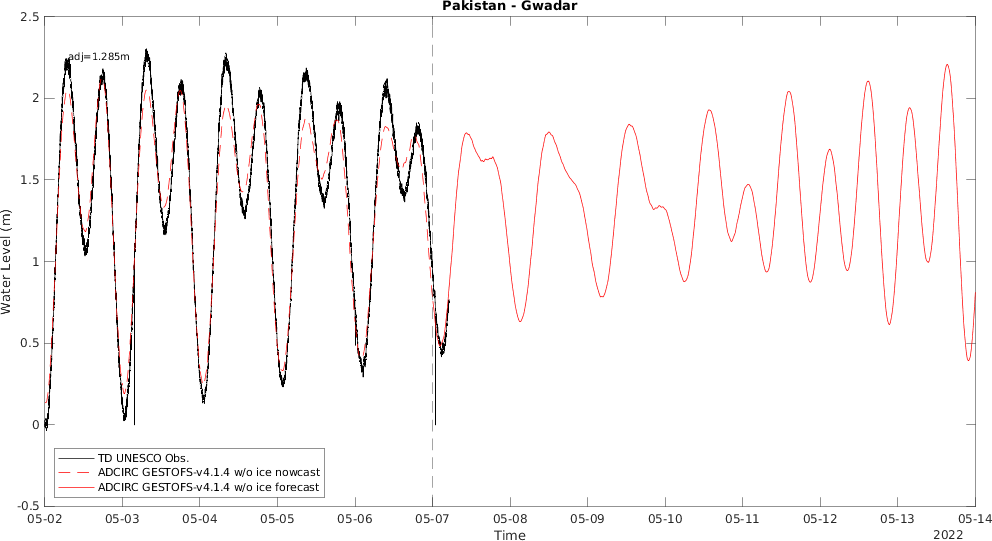 Pakistan - Gwadar
2.5
2
1.5
1
0.5
0
-0.5
Water Level (m)
adj=1.285m
TD UNESCO Obs.
ADCIRC GESTOFS-v4.1.4 w/o ice nowcast
ADCIRC GESTOFS-v4.1.4 w/o ice forecast
05-02 05-03 05-04 05-05 05-06 05-07 05-08 05-09 05-10 05-11 05-12 05-13 05-14
Time
2022